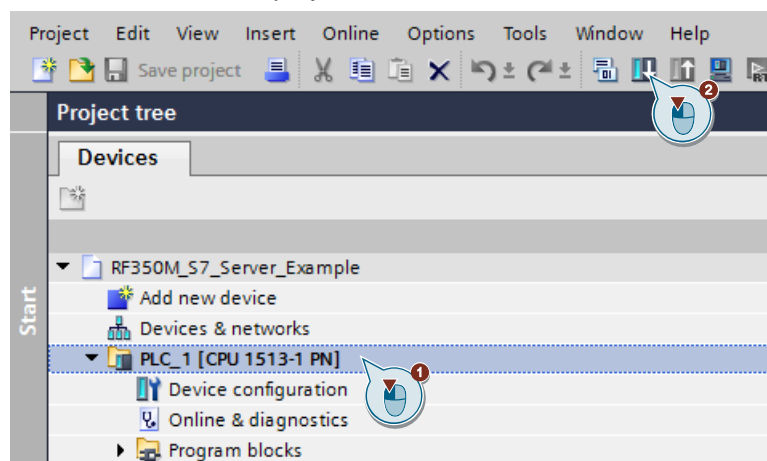 Project Edit View Insert Online Options Tools Window Help
Save project
2
Project tree
Devices
RF350M_S7_Server_Example
Add new device
Start
Devices & networks
PLC_1 [CPU 1513-1 PN]
1
Device configuration
Online & diagnostics
Program blocks